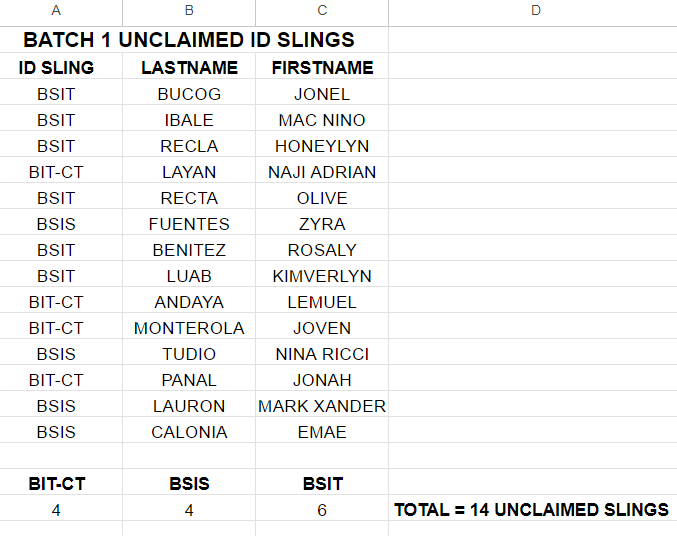 A B C D
BATCH 1 UNCLAIMED ID SLINGS
ID SLING LASTNAME FIRSTNAME
BSIT BUCOG JONEL
BSIT IBALE MAC NINO
BSIT RECLA HONEYLYN
BIT-CT LAYAN NAJI ADRIAN
BSIT RECTA OLIVE
BSIS FUENTES ZYRA
BSIT BENITEZ ROSALY
BSIT LUAB KIMVERLYN
BIT-CT ANDAYA LEMUEL
BIT-CT MONTEROLA JOVEN
BSIS TUDIO NINA RICCI
BIT-CT PANAL JONAH
BSIS LAURON MARK XANDER
BSIS CALONIA EMAE
BIT-CT BSIS BSIT
4 4 6 TOTAL = 14 UNCLAIMED SLINGS